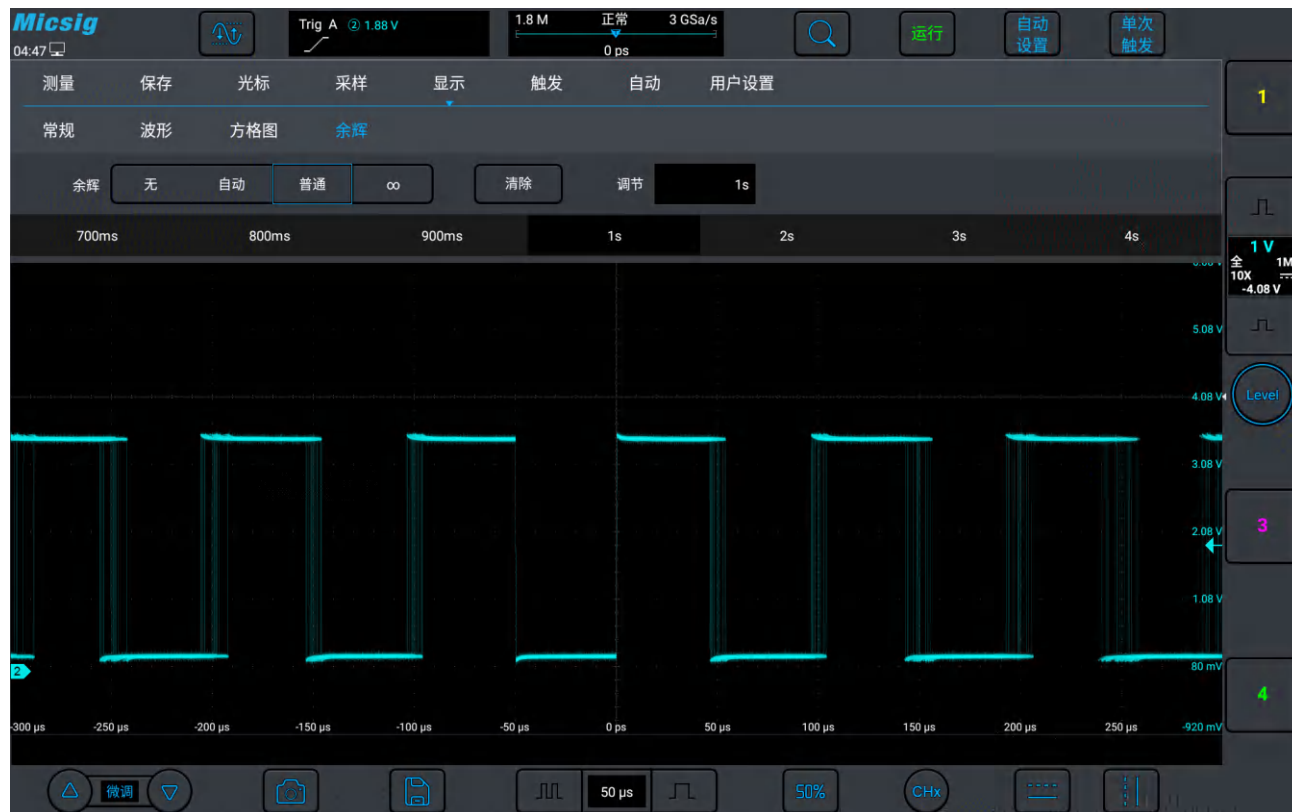 Micsig
04:47
Trig A ② 1.88 V
1.8 M 正常 3 GSa/s
0 ps
运行
自动
设置
单次
触发
测量 保存 光标 采样 显示 触发 自动 用户设置
常规 波形 方格图 余辉
余辉 无 自动 普通 ∞ 清除 调节 1s
700ms 800ms 900ms 1s 2s 3s 4s
1
1 V
全 1M
10X
-4.08 V
5.08 V
4.08 V
Level
3.08 V
3
2.08 V
1.08 V
2
80 mV
4
-300 µs -250 µs -200 µs -150 µs -100 µs -50 µs 0 ps 50 µs 100 µs 150 µs 200 µs 250 µs -920 mV
微调 50 µs 50% CHx